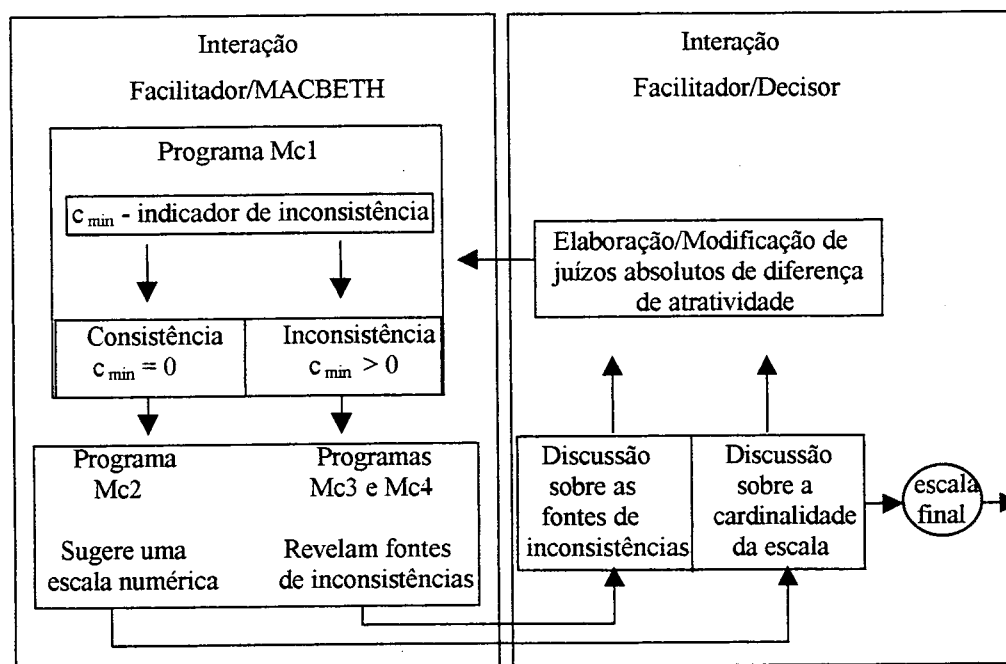 Interação
Facilitador/MACBETH
Programa Mc1
c min - indicador de inconsistência
Consistência
c min = 0
Inconsistência
c min > 0
Programa
Mc2
Sugere uma
escala numérica
Programas
Mc3 e Mc4
Revelam fontes
de inconsistências
Interação
Facilitador/Decisor
Elaboração/Modificação de
juízos absolutos de diferença
de atratividade
Discussão
sobre as
fontes de
inconsistências
Discussão
sobre a
cardinalidade
da escala
escala
final